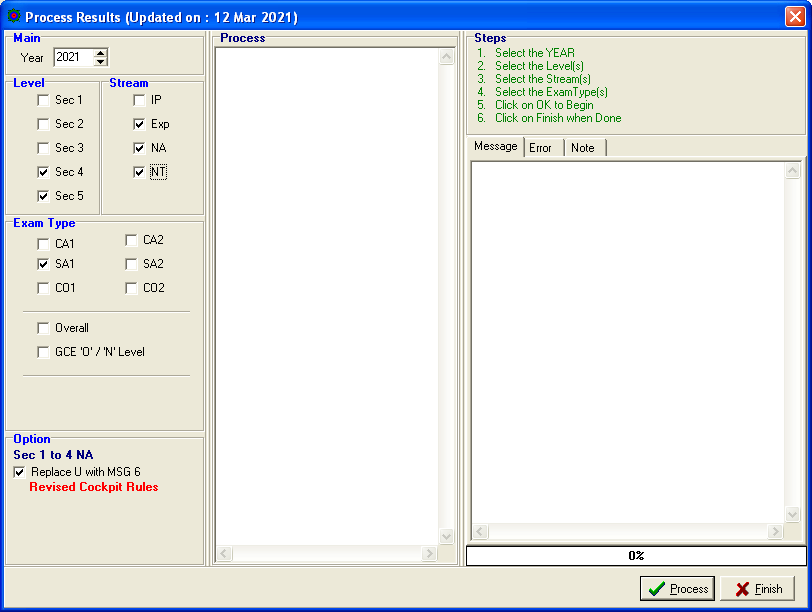 Process Results (Updated on : 12 Mar 2021)
Main
Year 2021
Level
Sec 1
Sec 2
Sec 3
Sec 4
Sec 5
Stream
IP
Exp
NA
NT
Exam Type
CA1 CA2
SA1 SA2
CO1 CO2
Overall
GCE 'O' / 'N' Level
Option
Sec 1 to 4 NA
Replace U with MSG 6
Revised Cockpit Rules
Process
Steps
1. Select the YEAR
2. Select the Level(s)
3. Select the Stream(s)
4. Select the ExamType(s)
5. Click on OK to Begin
6. Click on Finish when Done
Message Error Note
0%
Process Finish